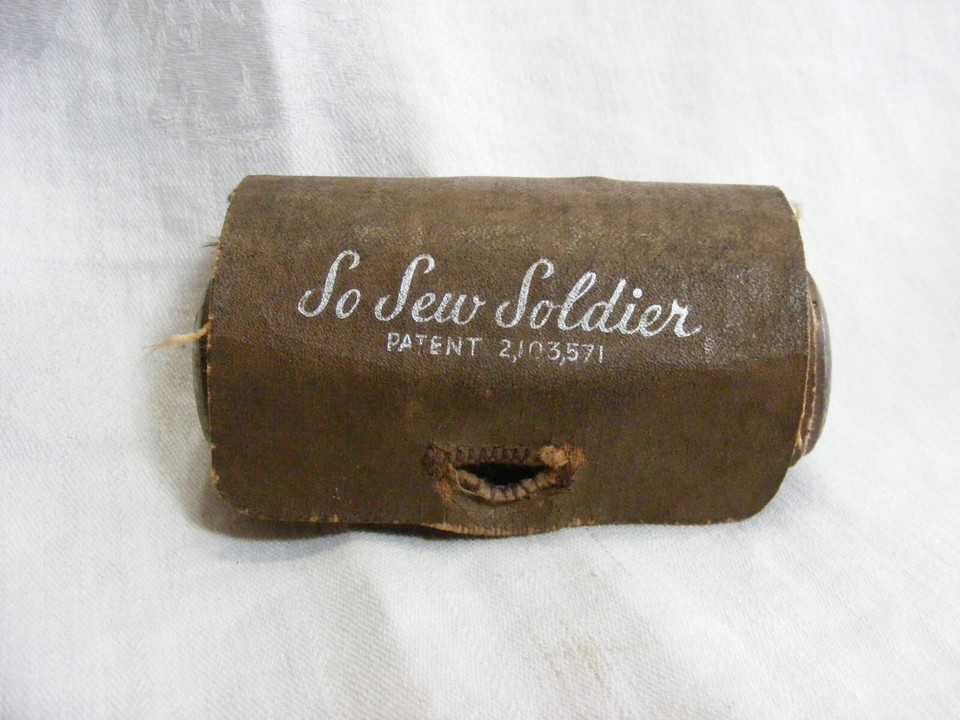 So Sew Soldier
PATENT 2,103,571